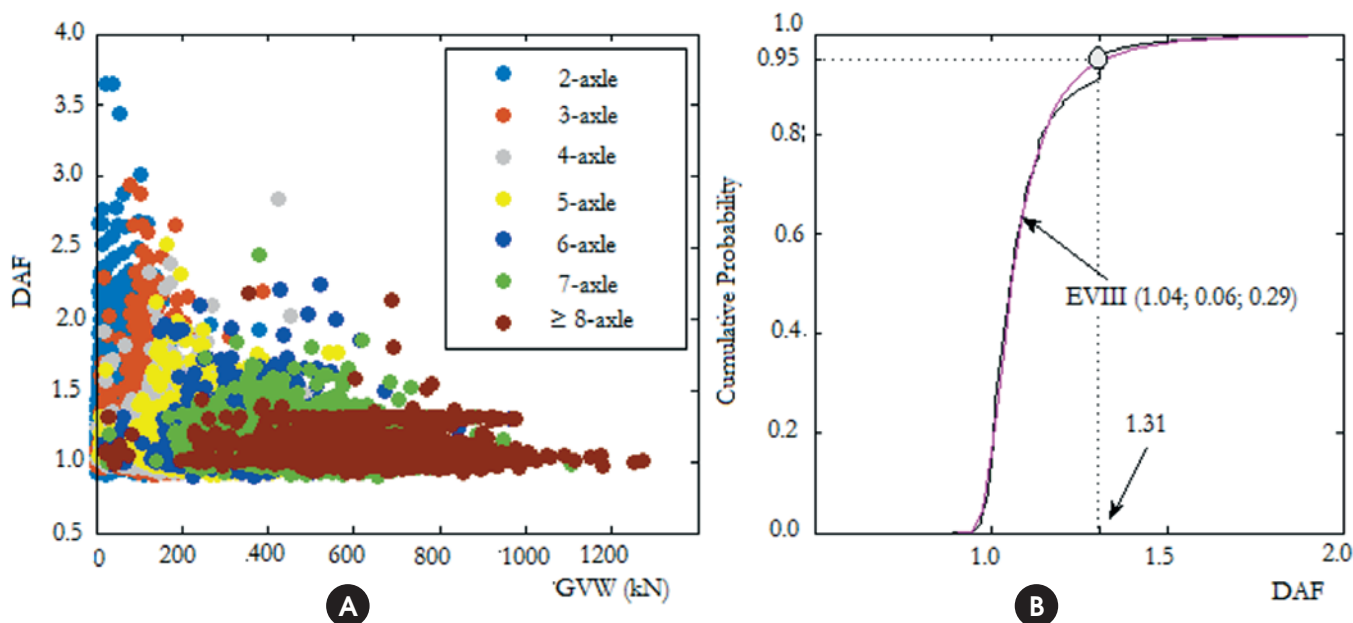 4.0
3.5
3.0
2.5
2.0
1.5
1.0
0.5
DAF
0 200 .400 600 800 1000 1200
'GVW (kN)
2-axle
3-axle
4-axle
5-axle
6-axle
7-axle
≥ 8-axle
A
1.0
0.95
0.8
0.6
0.4
0.2
0.0
Cumulative Probability
EVIII (1.04; 0.06; 0.29)
1.31
1.0 1.5 2.0
DAF
B